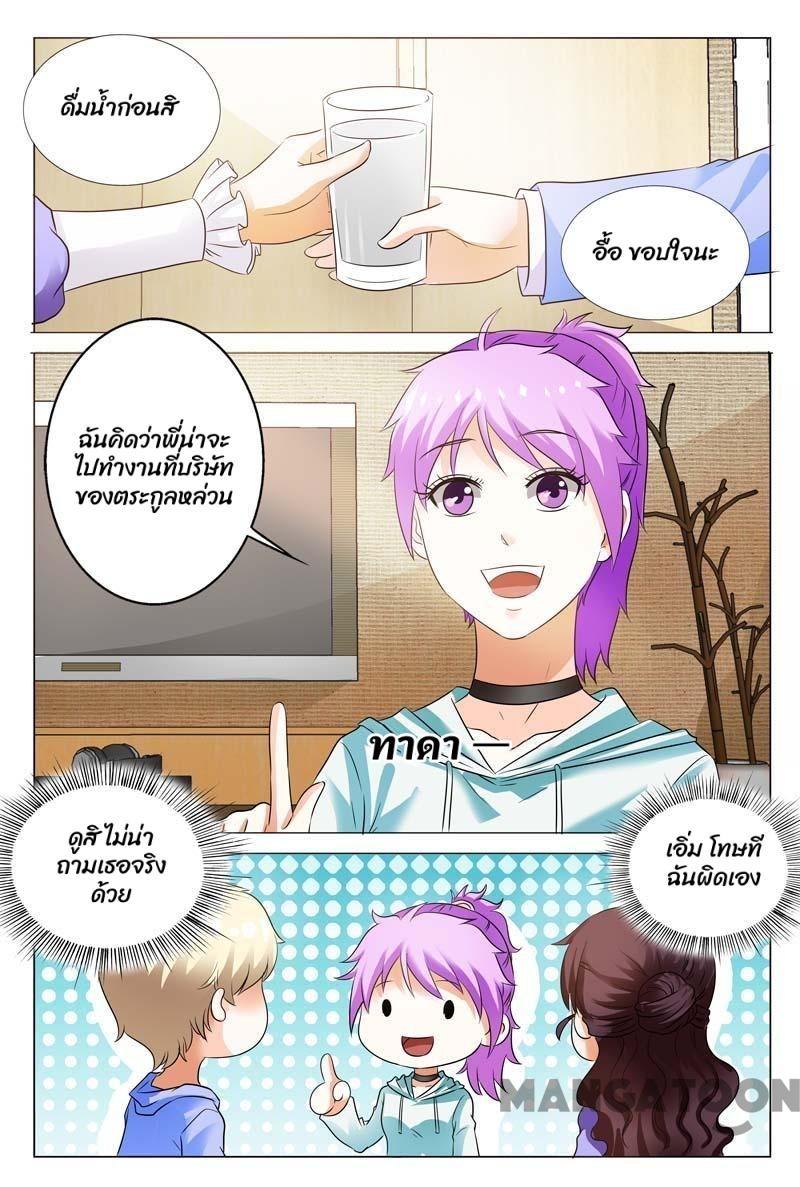 ดื่มน้ำก่อนสิ
อื้อ ขอบใจนะ
ฉันคิดว่าพี่น่าจะ
ไปทำงานที่บริษัท
ของตระกูลหล่วน
ทาดา —
ดูสิ ไม่น่า
ถามเธอจริง
ด้วย
เอิ่ม โทษที
ฉันผิดเอง
MANGATOON